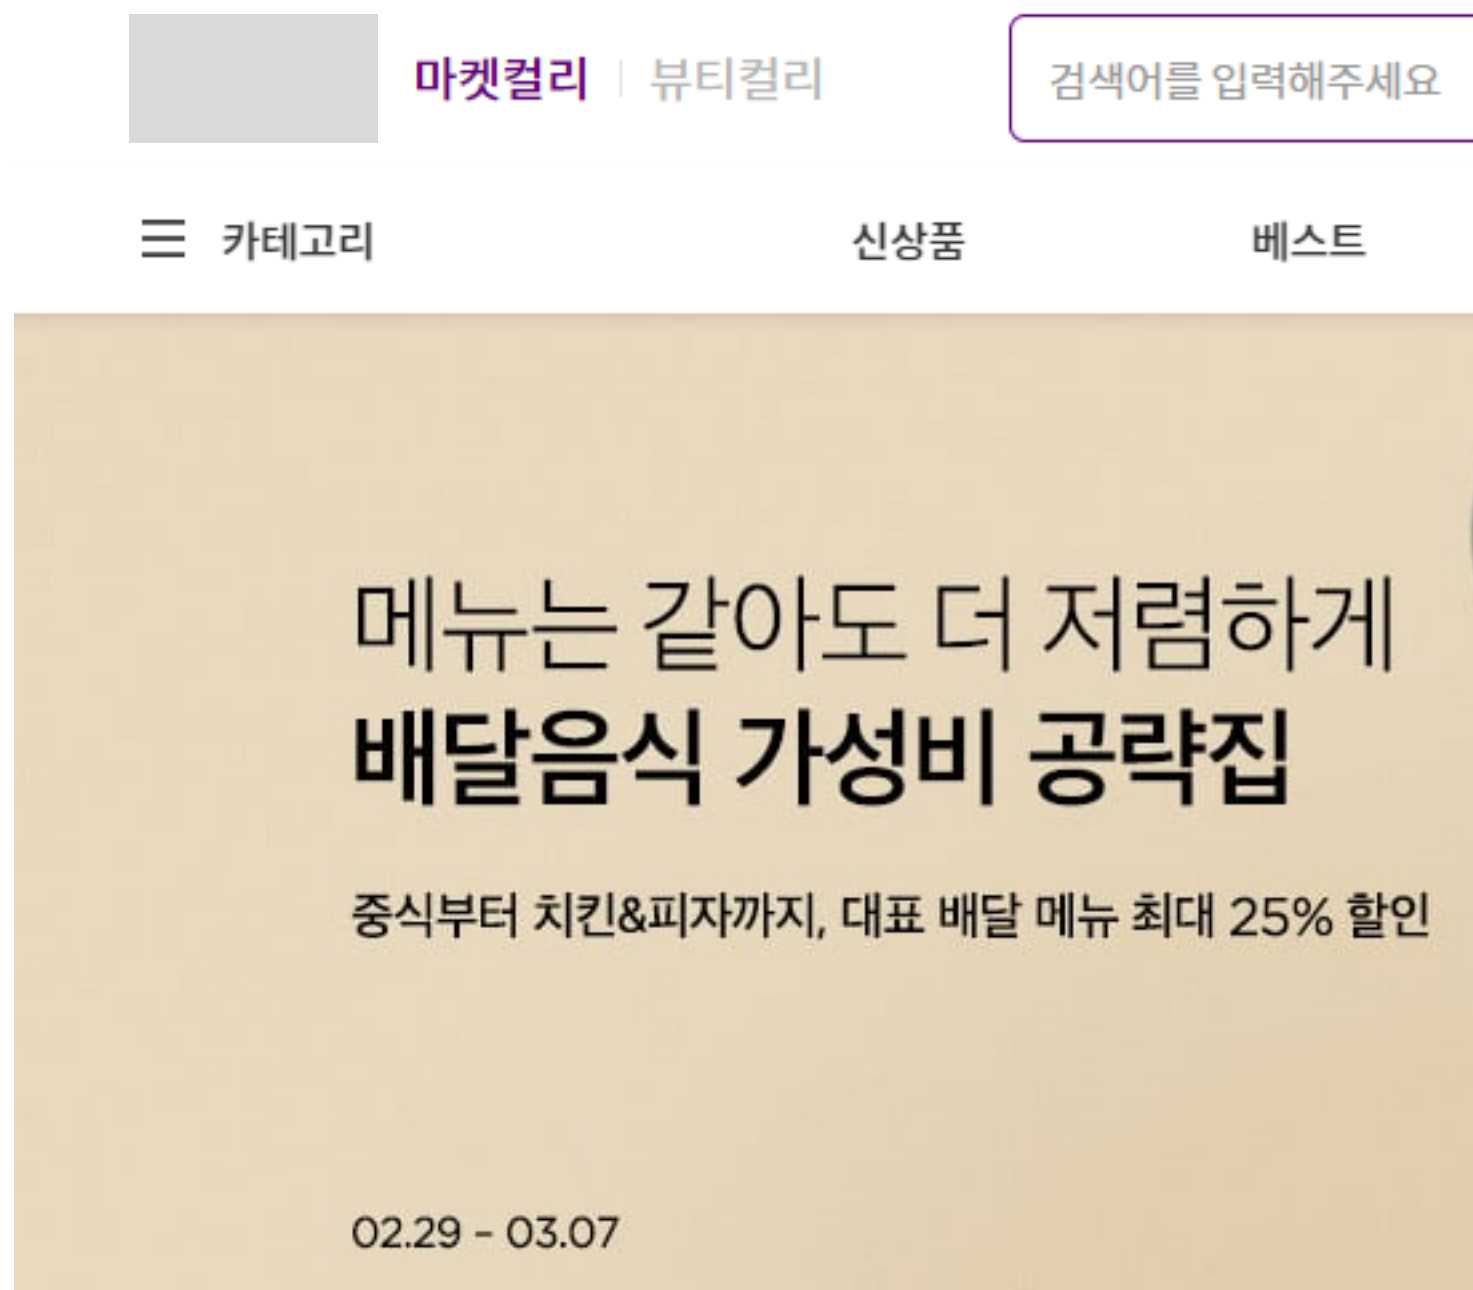 마켓컬리 뷰티컬리 검색어를 입력해주세요
카테고리 신상품 베스트
메뉴는 같아도 더 저렴하게
배달음식 가성비 공략집
중식부터 치킨&피자까지, 대표 배달 메뉴 최대 25% 할인
02.29 - 03.07